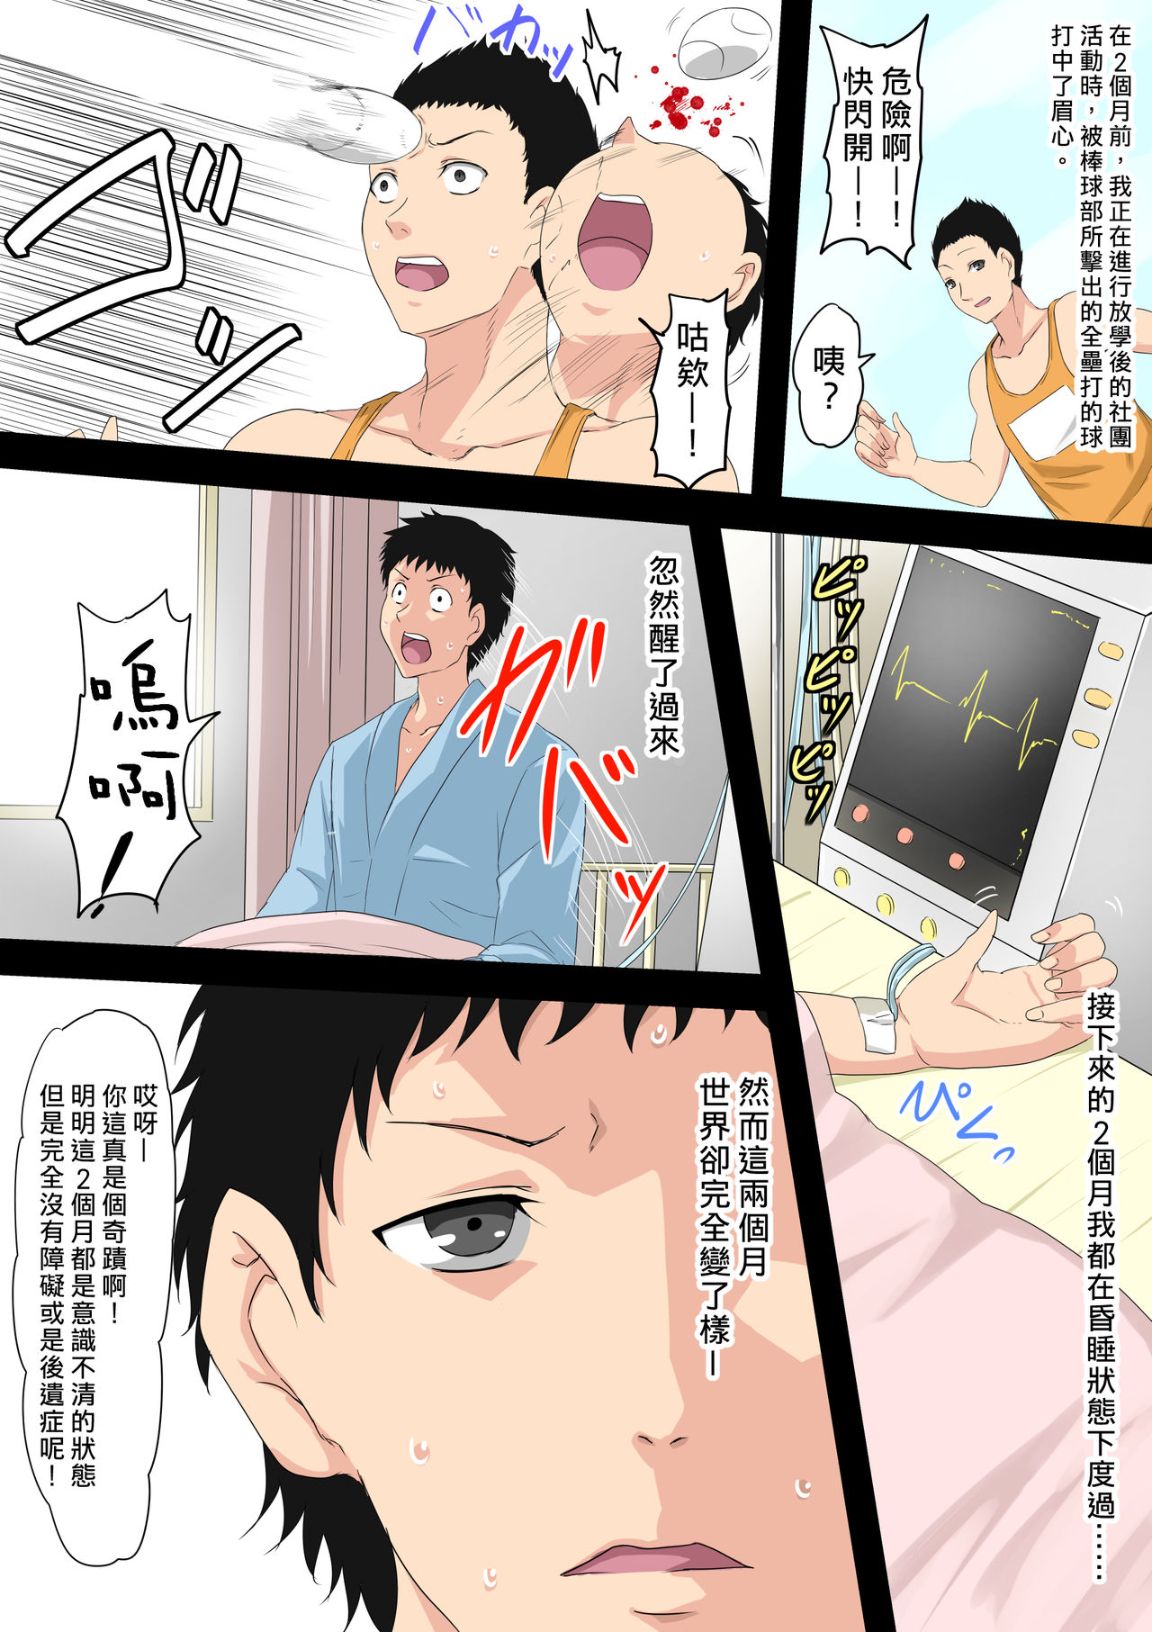 在2個月前，我正在進行放學後的社團
活動時，被棒球部所擊出的全壘打的球
打中了眉心。
危險啊——！
快閃開——！
咦？
バカッ
ゴッ
咕欸—！
ピッ
ピッ
ピッ
接下來的2個月我都在昏睡狀態下度過……
ぴくっ
忽然醒了過來
ガバッ
嗚
啊！
然而這兩個月
世界卻完全變了樣—
哎呀—
你這真是個奇蹟啊！
明明這2個月都是意識不清的狀態
但是完全沒有障礙或是後遺症呢！